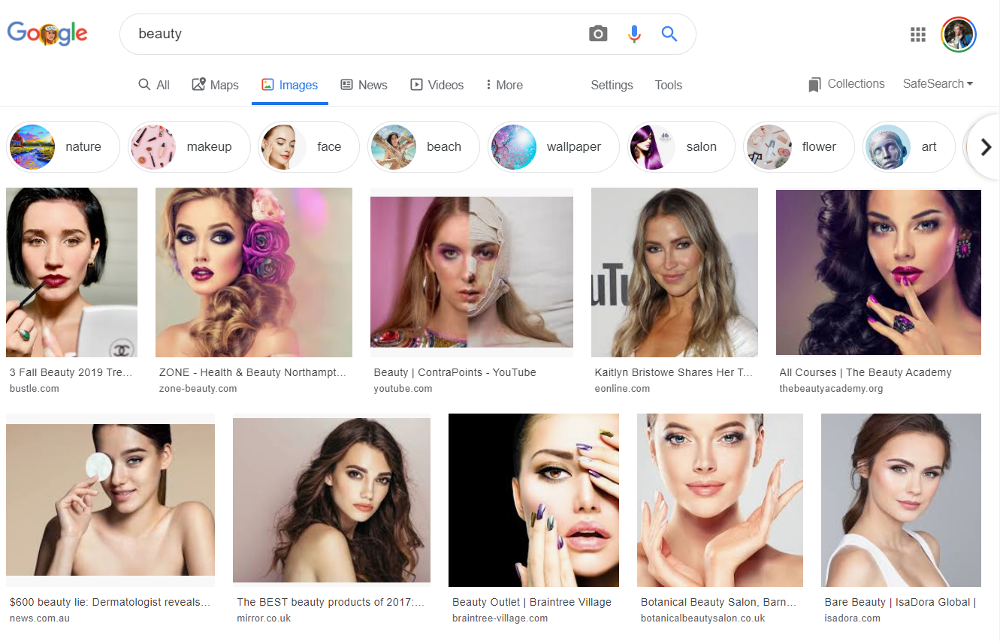 Google
beauty
All
Maps
Images
News
Videos
More
Settings
Tools
Collections
SafeSearch
nature
makeup
face
beach
wallpaper
salon
flower
art
3 Fall Beauty 2019 Tre...
bustle.com
ZONE - Health & Beauty Northampt...
zone-beauty.com
Beauty | ContraPoints - YouTube
youtube.com
Kaitlyn Bristowe Shares Her T...
eonline.com
All Courses | The Beauty Academy
thebeautyacademy.org
$600 beauty lie: Dermatologist reveals...
news.com.au
The BEST beauty products of 2017:...
mirror.co.uk
Beauty Outlet | Braintree Village
braintree-village.com
Botanical Beauty Salon, Barn...
botanicalbeautysalon.co.uk
Bare Beauty | IsaDora Global |
isadora.com